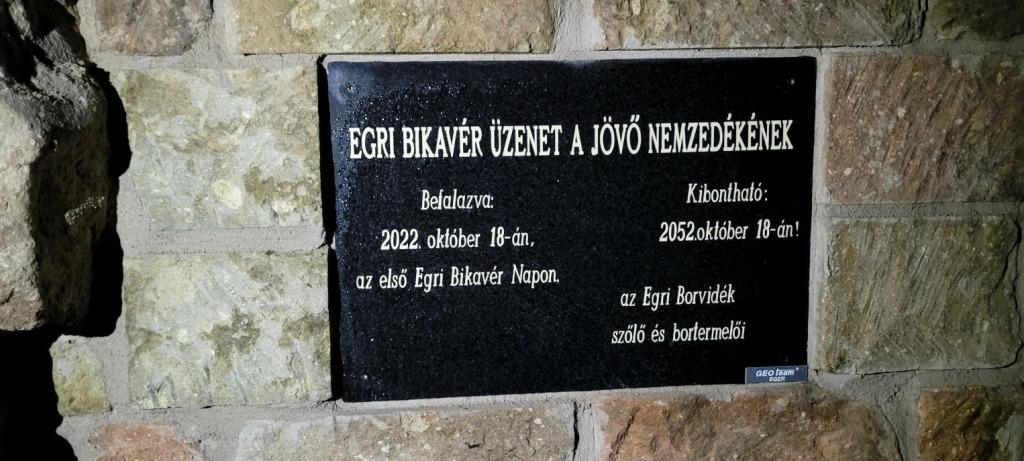 EGRI BIKAVÉR ÜZENET A JÖVŐ NEMZEDÉKÉNEK
Befalazva:
2022. október 18-án,
az első Egri Bikavér Napon.
Kibontható:
2052.október 18-án!
az Egri Borvidék
szőlő és bortermelői
GEO team®
EGER